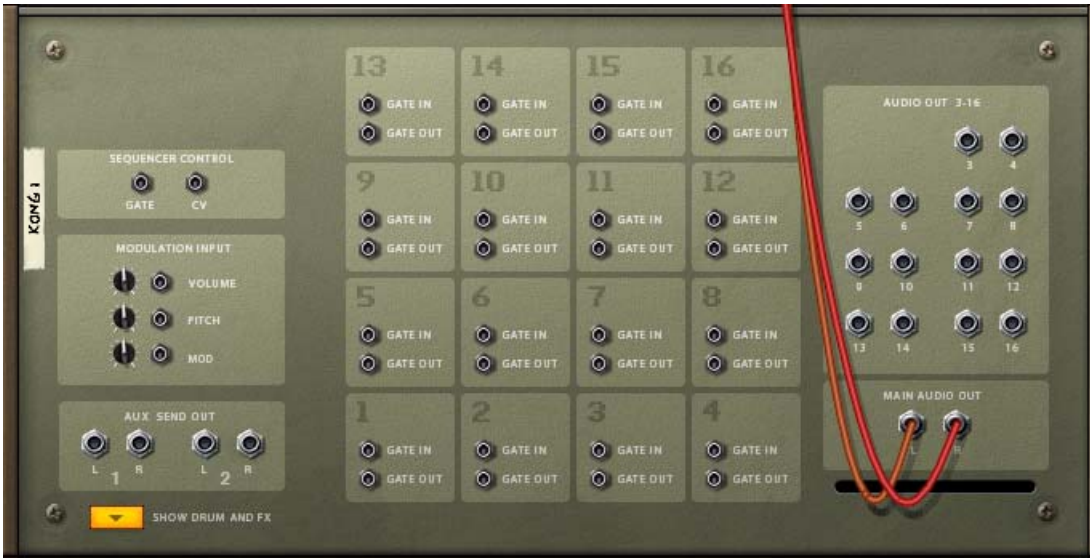 KONG 1
SEQUENCER CONTROL
GATE CV
MODULATION INPUT
VOLUME
PITCH
MOD
AUX SEND OUT
L R L R
1 2
SHOW DRUM AND FX
13 14 15 16
GATE IN GATE IN GATE IN GATE IN
GATE OUT GATE OUT GATE OUT GATE OUT
9 10 11 12
GATE IN GATE IN GATE IN GATE IN
GATE OUT GATE OUT GATE OUT GATE OUT
5 6 7 8
GATE IN GATE IN GATE IN GATE IN
GATE OUT GATE OUT GATE OUT GATE OUT
1 2 3 4
GATE IN GATE IN GATE IN GATE IN
GATE OUT GATE OUT GATE OUT GATE OUT
AUDIO OUT 3-16
3 4
5 6 7 8
9 10 11 12
13 14 15 16
MAIN AUDIO OUT
L R